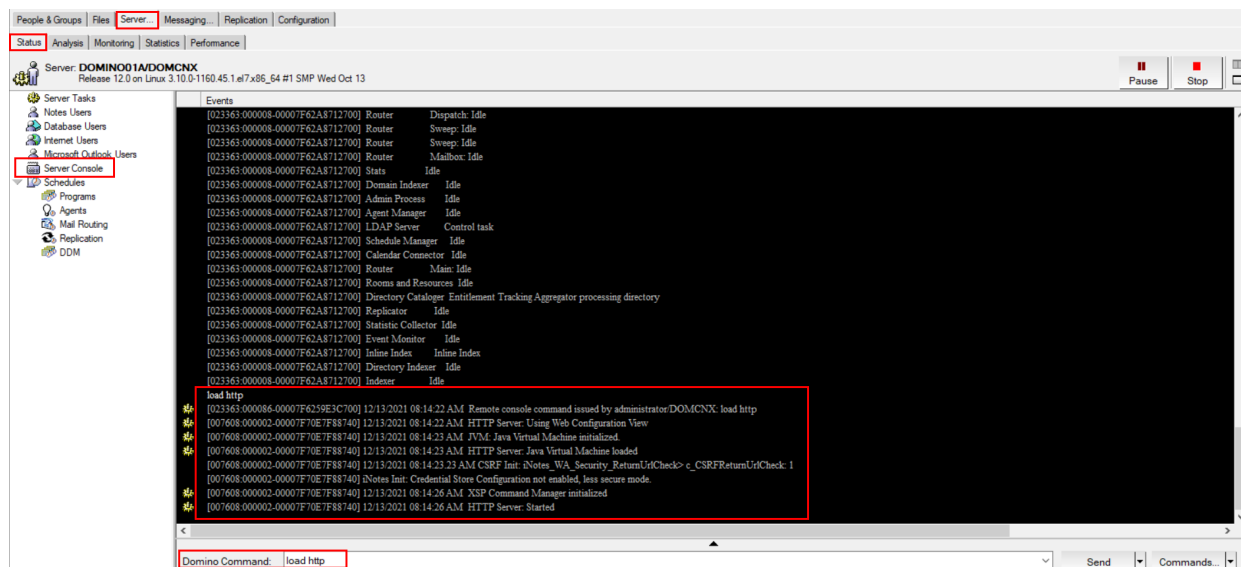 People & Groups Files Server... Messaging... Replication Configuration
Status Analysis Monitoring Statistics Performance
Server: DOMINO01A/DOMCNX
Release 12.0 on Linux 3.10.0-1160.45.1.el7.x86_64 #1 SMP Wed Oct 13
Pause Stop
Server Tasks
Notes Users
Database Users
Internet Users
Microsoft Outlook Users
Server Console
Schedules
Programs
Agents
Mail Routing
Replication
DDM
Events
[023363:000008-00007F62A8712700] Router Dispatch: Idle
[023363:000008-00007F62A8712700] Router Sweep: Idle
[023363:000008-00007F62A8712700] Router Sweep: Idle
[023363:000008-00007F62A8712700] Router Mailbox: Idle
[023363:000008-00007F62A8712700] Stats Idle
[023363:000008-00007F62A8712700] Domain Indexer Idle
[023363:000008-00007F62A8712700] Admin Process Idle
[023363:000008-00007F62A8712700] Agent Manager Idle
[023363:000008-00007F62A8712700] LDAP Server Control task
[023363:000008-00007F62A8712700] Schedule Manager Idle
[023363:000008-00007F62A8712700] Calendar Connector Idle
[023363:000008-00007F62A8712700] Router Main: Idle
[023363:000008-00007F62A8712700] Rooms and Resources Idle
[023363:000008-00007F62A8712700] Directory Cataloger Entitlement Tracking Aggregator processing directory
[023363:000008-00007F62A8712700] Replicator Idle
[023363:000008-00007F62A8712700] Statistic Collector Idle
[023363:000008-00007F62A8712700] Event Monitor Idle
[023363:000008-00007F62A8712700] Inline Index Inline Index
[023363:000008-00007F62A8712700] Directory Indexer Idle
[023363:000008-00007F62A8712700] Indexer Idle
load http
[023363:000086-00007F6259E3C700] 12/13/2021 08:14:22 AM Remote console command issued by administrator/DOMCNX: load http
[007608:000002-00007F70E7F88740] 12/13/2021 08:14:22 AM HTTP Server: Using Web Configuration View
[007608:000002-00007F70E7F88740] 12/13/2021 08:14:23 AM JVM: Java Virtual Machine initialized.
[007608:000002-00007F70E7F88740] 12/13/2021 08:14:23 AM HTTP Server: Java Virtual Machine loaded
[007608:000002-00007F70E7F88740] 12/13/2021 08:14:23.23 AM CSRF Init: iNotes_WA_Security_ReturnUrlCheck> c_CSRFReturnUrlCheck: 1
[007608:000002-00007F70E7F88740] iNotes Init: Credential Store Configuration not enabled, less secure mode.
[007608:000002-00007F70E7F88740] 12/13/2021 08:14:26 AM XSP Command Manager initialized
[007608:000002-00007F70E7F88740] 12/13/2021 08:14:26 AM HTTP Server: Started
Domino Command: load http Send Commands...